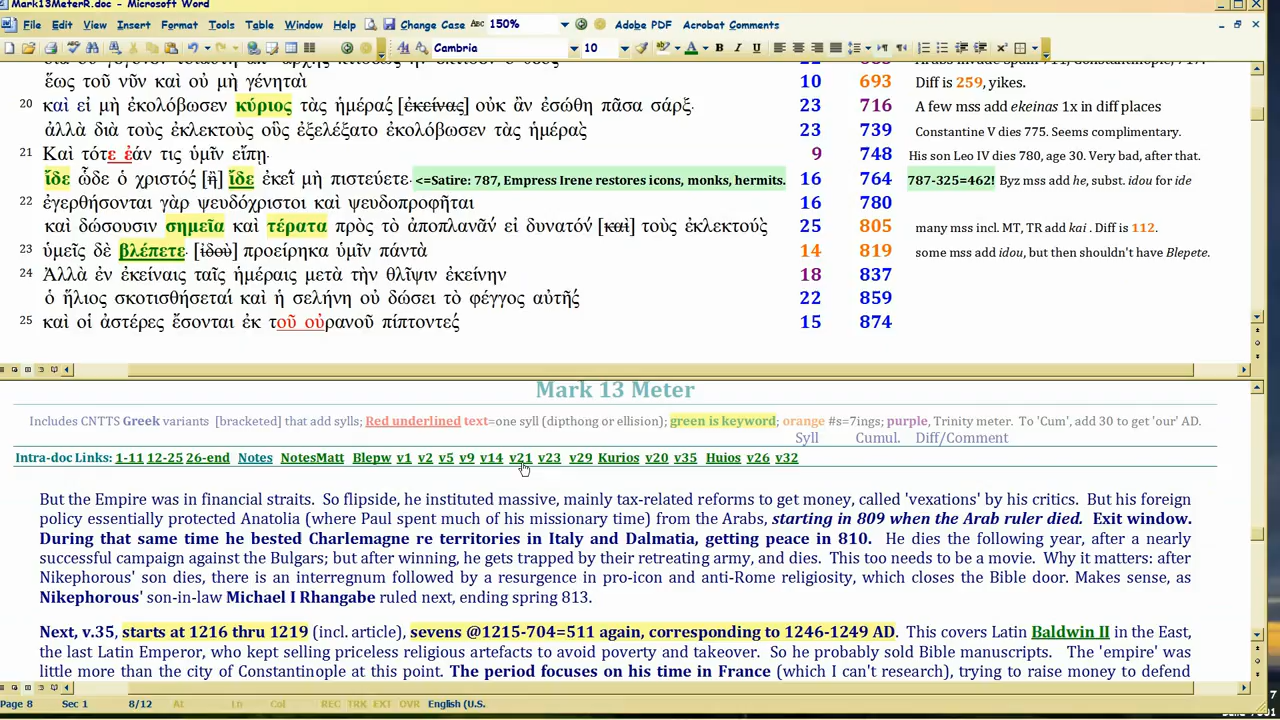 Mark13MeterR.doc - Microsoft Word
File Edit View Insert Format Tools Table Window Help Change Case ABC 150% Adobe PDF Acrobat Comments
Cambria 10 B I U
ἕως τοῦ νῦν καὶ οὐ μὴ γένηται 10 693 Diff is 259, yikes.
20 καὶ εἰ μὴ ἐκολόβωσεν κύριος τὰς ἡμέρας [ἐκείνας] οὐκ ἂν ἐσώθη πᾶσα σάρξ. 23 716 A few mss add ekeinas 1x in diff places
ἀλλὰ διὰ τοὺς ἐκλεκτοὺς οὓς ἐξελέξατο ἐκολόβωσεν τὰς ἡμέρας 23 739 Constantine V dies 775. Seems complimentary.
21 Καὶ τότε ἐάν τις ὑμῖν εἴπῃ· 9 748 His son Leo IV dies 780, age 30. Very bad, after that.
ἴδε ὧδε ὁ χριστός [ἢ] ἴδε ἐκεῖ μὴ πιστεύετε· <=Satire: 787, Empress Irene restores icons, monks, hermits. 16 764 787-325=462! Byz mss add he, subst. idou for ide
22 ἐγερθήσονται γὰρ ψευδόχριστοι καὶ ψευδοπροφῆται 16 780
καὶ δώσουσιν σημεῖα καὶ τέρατα πρὸς τὸ ἀποπλανᾶν εἰ δυνατόν [καὶ] τοὺς ἐκλεκτούς 25 805 many mss incl. MT, TR add kai . Diff is 112.
23 ὑμεῖς δὲ βλέπετε· [ἰδοὺ] προείρηκα ὑμῖν πάντα 14 819 some mss add idou, but then shouldn't have Blepete.
24 Ἀλλὰ ἐν ἐκείναις ταῖς ἡμέραις μετὰ τὴν θλῖψιν ἐκείνην 18 837
ὁ ἥλιος σκοτισθήσεται καὶ ἡ σελήνη οὐ δώσει τὸ φέγγος αὐτῆς 22 859
25 καὶ οἱ ἀστέρες ἔσονται ἐκ τοῦ οὐρανοῦ πίπτοντες 15 874
Mark 13 Meter
Includes CNTTS Greek variants [bracketed] that add sylls; Red underlined text=one syll (dipthong or ellision); green is keyword; orange #s=7ings; purple, Trinity meter. To 'Cum', add 30 to get 'our' AD.
Syll Cumul. Diff/Comment
Intra-doc Links: 1-11 12-25 26-end Notes NotesMatt Blepw v1 v2 v5 v9 v14 v21 v23 v29 Kurios v20 v35 Huios v26 v32
But the Empire was in financial straits. So flipside, he instituted massive, mainly tax-related reforms to get money, called 'vexations' by his critics. But his foreign
policy essentially protected Anatolia (where Paul spent much of his missionary time) from the Arabs, starting in 809 when the Arab ruler died. Exit window.
During that same time he bested Charlemagne re territories in Italy and Dalmatia, getting peace in 810. He dies the following year, after a nearly
successful campaign against the Bulgars; but after winning, he gets trapped by their retreating army, and dies. This too needs to be a movie. Why it matters: after
Nikephorous' son dies, there is an interregnum followed by a resurgence in pro-icon and anti-Rome religiosity, which closes the Bible door. Makes sense, as
Nikephorous' son-in-law Michael I Rhangabe ruled next, ending spring 813.
Next, v.35, starts at 1216 thru 1219 (incl. article), sevens @1215-704=511 again, corresponding to 1246-1249 AD. This covers Latin Baldwin II in the East,
the last Latin Emperor, who kept selling priceless religious artefacts to avoid poverty and takeover. So he probably sold Bible manuscripts. The 'empire' was
little more than the city of Constantinople at this point. The period focuses on his time in France (which I can't research), trying to raise money to defend
Page 8 Sec 1 8/12 At Ln Col REC TRK EXT OVR English (U.S.